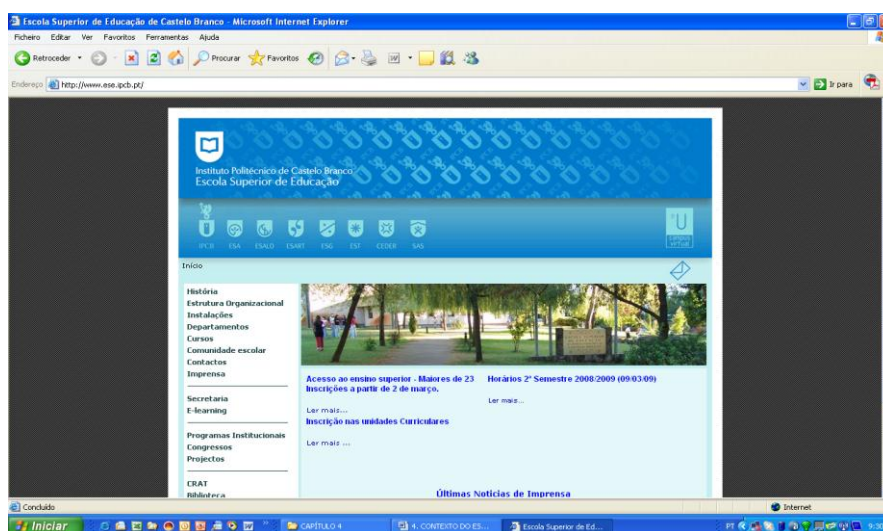 Escola Superior de Educação de Castelo Branco - Microsoft Internet Explorer
Ficheiro Editar Ver Favoritos Ferramentas Ajuda
Retroceder Procurar Favoritos
Endereço http://www.ese.ipcb.pt/ Ir para
Instituto Politécnico de Castelo Branco
Escola Superior de Educação
IPCB ESA ESALD ESART ESG EST CEDER SAS
campus virtual
Início
História
Estrutura Organizacional
Instalações
Departamentos
Cursos
Comunidade escolar
Contactos
Imprensa
Secretaria
E-learning
Programas Institucionais
Congressos
Projectos
CRAT
Biblioteca
Acesso ao ensino superior - Maiores de 23
Inscrições a partir de 2 de março.
Ler mais...
Inscrição nas unidades Curriculares
Ler mais ...
Horários 2º Semestre 2008/2009 (09/03/09)
Ler mais...
Últimas Noticias de Imprensa
Concluído Internet
Iniciar CAPÍTULO 4 4. CONTEXTO DO ES... Escola Superior de Ed... PT